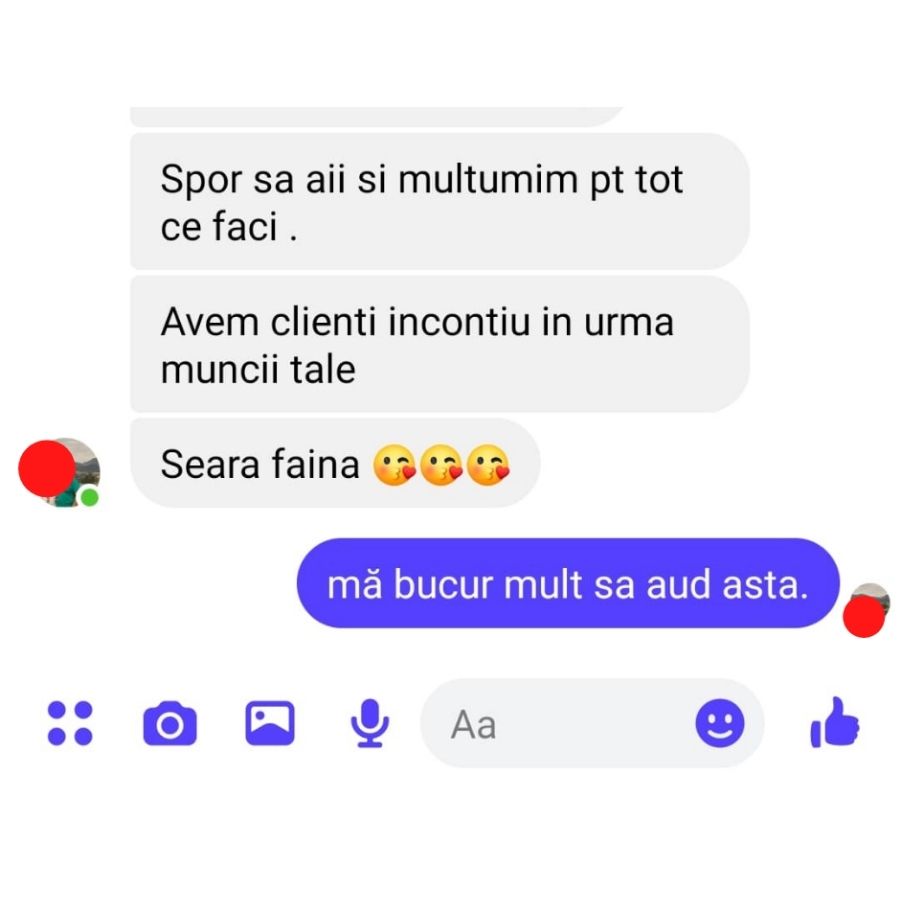 Spor sa aii si multumim pt tot
ce faci .
Avem clienti incontiu in urma
muncii tale
Seara faina 😘😘😘
mă bucur mult sa aud asta.
Aa